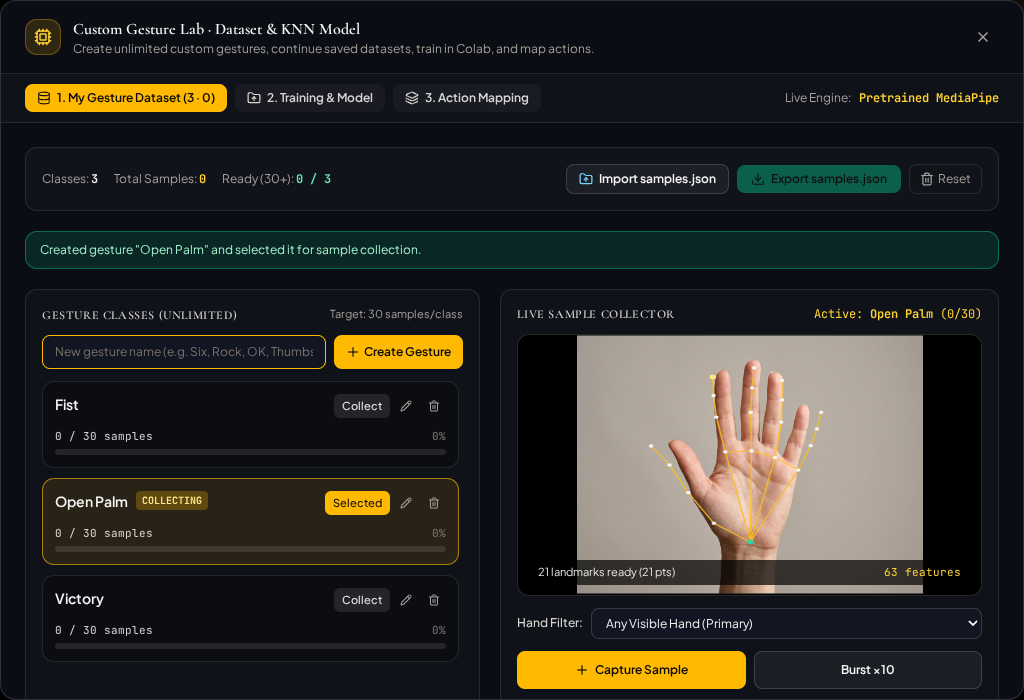 Custom Gesture Lab · Dataset & KNN Model
Create unlimited custom gestures, continue saved datasets, train in Colab, and map actions.
1. My Gesture Dataset (3 · 0)
2. Training & Model
3. Action Mapping
Live Engine: Pretrained MediaPipe
Classes: 3 Total Samples: 0 Ready (30+): 0 / 3
Import samples.json
Export samples.json
Reset
Created gesture "Open Palm" and selected it for sample collection.
GESTURE CLASSES (UNLIMITED)
Target: 30 samples/class
New gesture name (e.g. Six, Rock, OK, Thumbs
+ Create Gesture
Fist
Collect
0 / 30 samples
0%
Open Palm COLLECTING
Selected
0 / 30 samples
0%
Victory
Collect
0 / 30 samples
0%
LIVE SAMPLE COLLECTOR
Active: Open Palm (0/30)
21 landmarks ready (21 pts)
63 features
Hand Filter: Any Visible Hand (Primary)
+ Capture Sample
Burst ×10